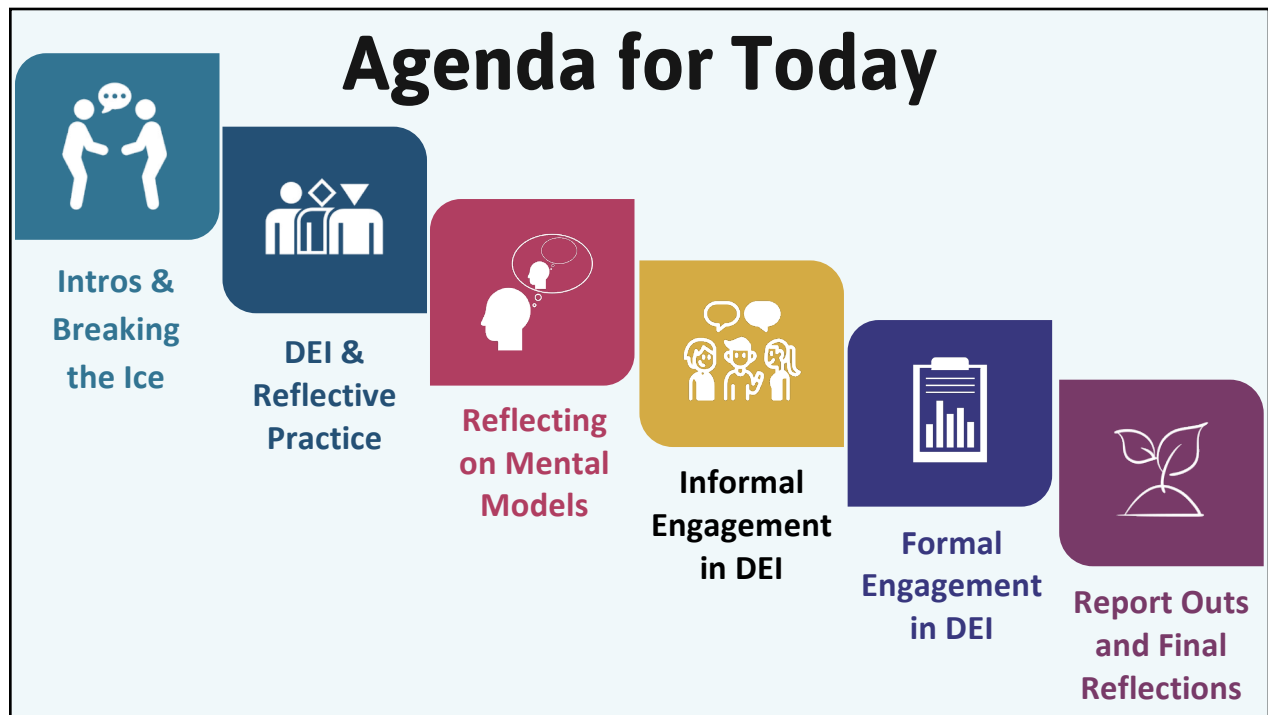 Agenda for Today
Intros &
Breaking
the Ice
DEI &
Reflective
Practice
Reflecting
on Mental
Models
Informal
Engagement
in DEI
Formal
Engagement
in DEI
Report Outs
and Final
Reflections